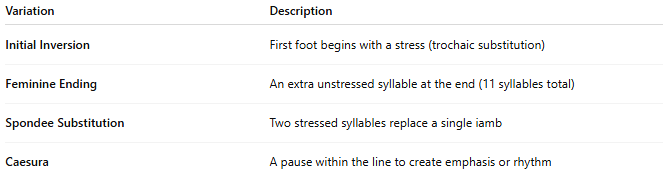 Variation Description
Initial Inversion First foot begins with a stress (trochaic substitution)
Feminine Ending An extra unstressed syllable at the end (11 syllables total)
Spondee Substitution Two stressed syllables replace a single iamb
Caesura A pause within the line to create emphasis or rhythm